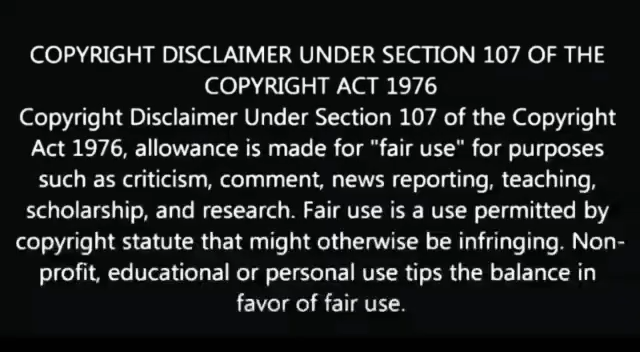 COPYRIGHT DISCLAIMER UNDER SECTION 107 OF THE
COPYRIGHT ACT 1976
Copyright Disclaimer Under Section 107 of the Copyright
Act 1976, allowance is made for "fair use" for purposes
such as criticism, comment, news reporting, teaching,
scholarship, and research. Fair use is a use permitted by
copyright statute that might otherwise be infringing. Non-
profit, educational or personal use tips the balance in
favor of fair use.